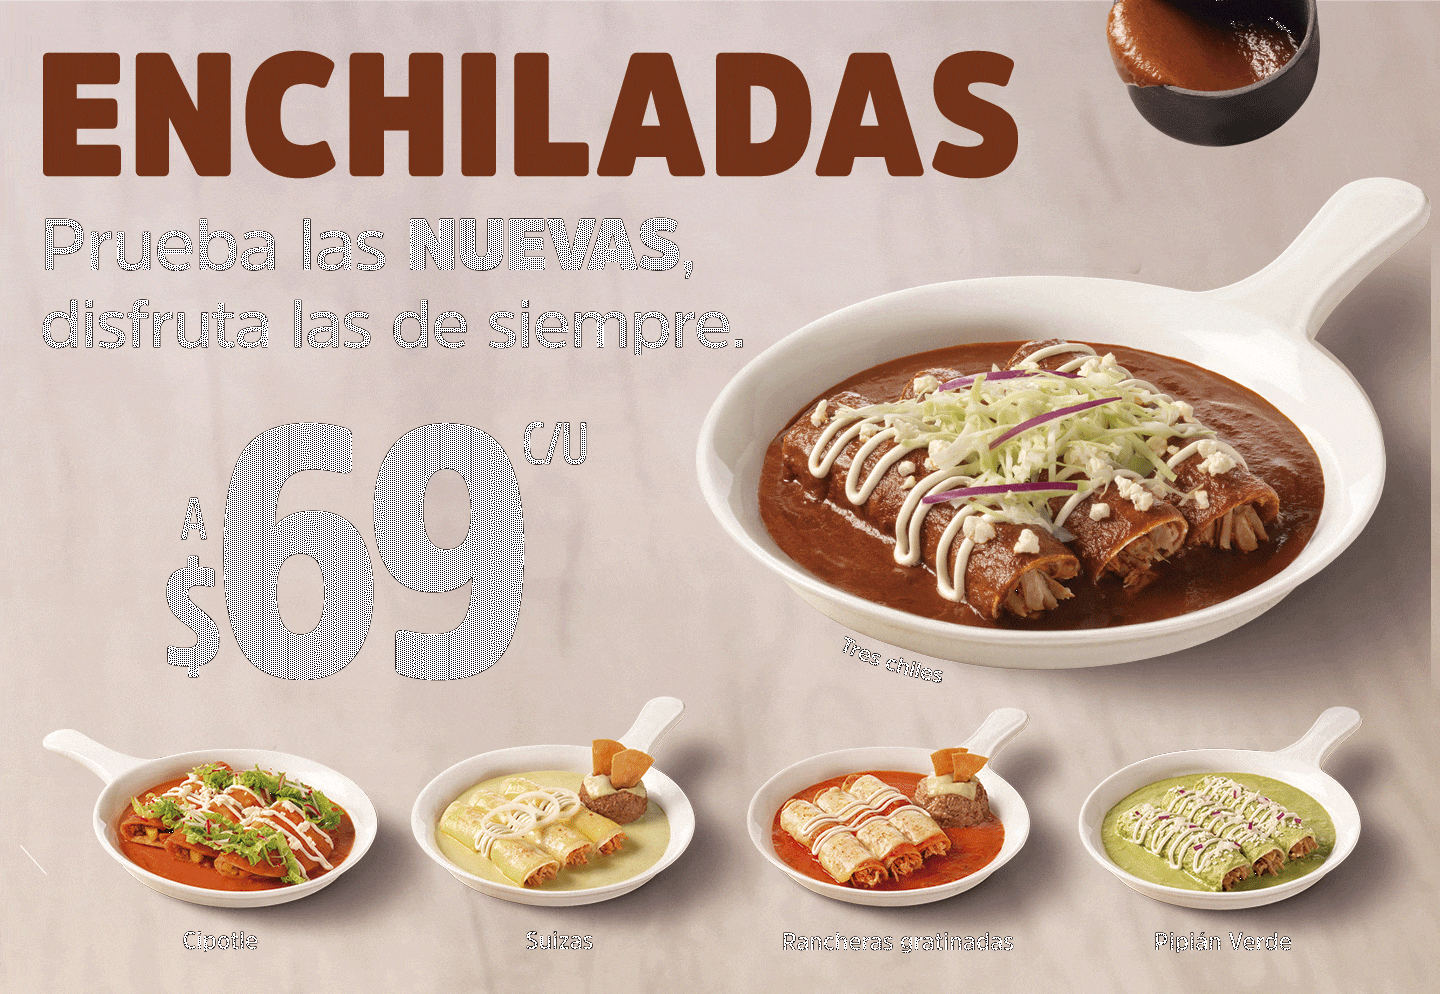 ENCHILADAS
Prueba las NUEVAS,
disfruta las de siempre.
A
$69 C/U
Tres chiles
Cipotle
Suizas
Rancheras gratinadas
Pipián Verde